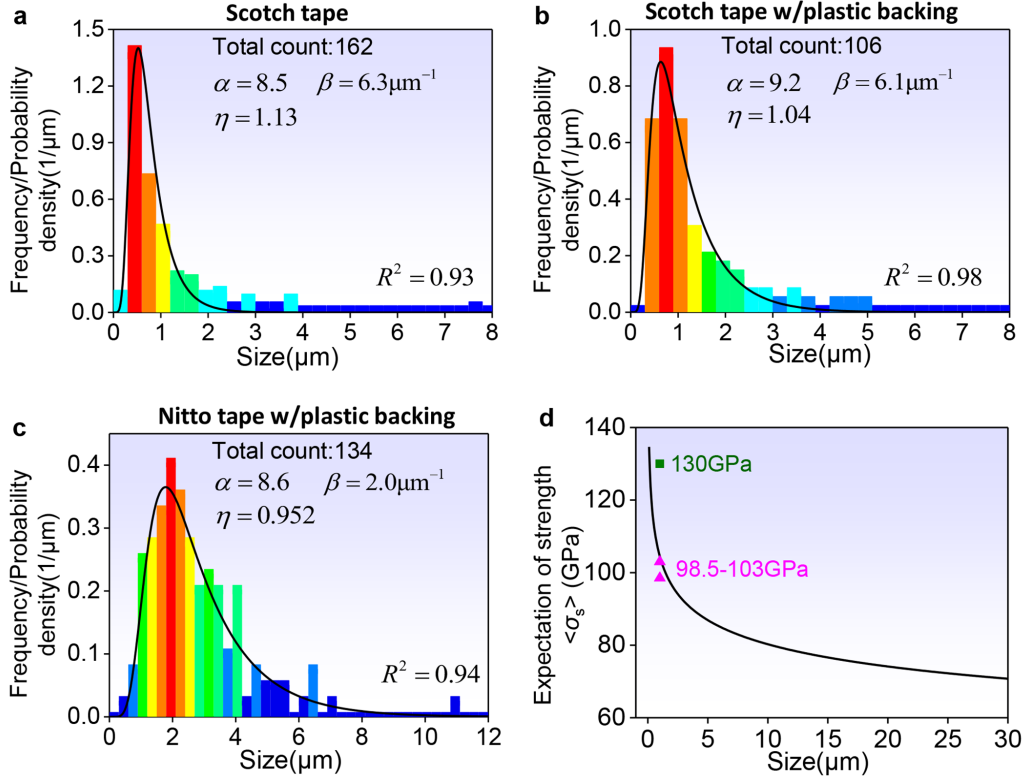 a
Scotch tape
Frequency/Probability
density(1/μm)
1.5
1.2
0.9
0.6
0.3
0.0
Total count:162
α = 8.5 β = 6.3μm⁻¹
η = 1.13
R² = 0.93
0 1 2 3 4 5 6 7 8
Size(μm)
b
Scotch tape w/plastic backing
Frequency/Probability
density(1/μm)
1.0
0.8
0.6
0.4
0.2
0.0
Total count:106
α = 9.2 β = 6.1μm⁻¹
η = 1.04
R² = 0.98
0 1 2 3 4 5 6 7 8
Size(μm)
c
Nitto tape w/plastic backing
Frequency/Probability
density(1/μm)
0.4
0.3
0.2
0.1
0.0
Total count:134
α = 8.6 β = 2.0μm⁻¹
η = 0.952
R² = 0.94
0 2 4 6 8 10 12
Size(μm)
d
Expectation of strength
<σₛ> (GPa)
140
120
100
80
60
130GPa
98.5-103GPa
0 5 10 15 20 25 30
Size(μm)